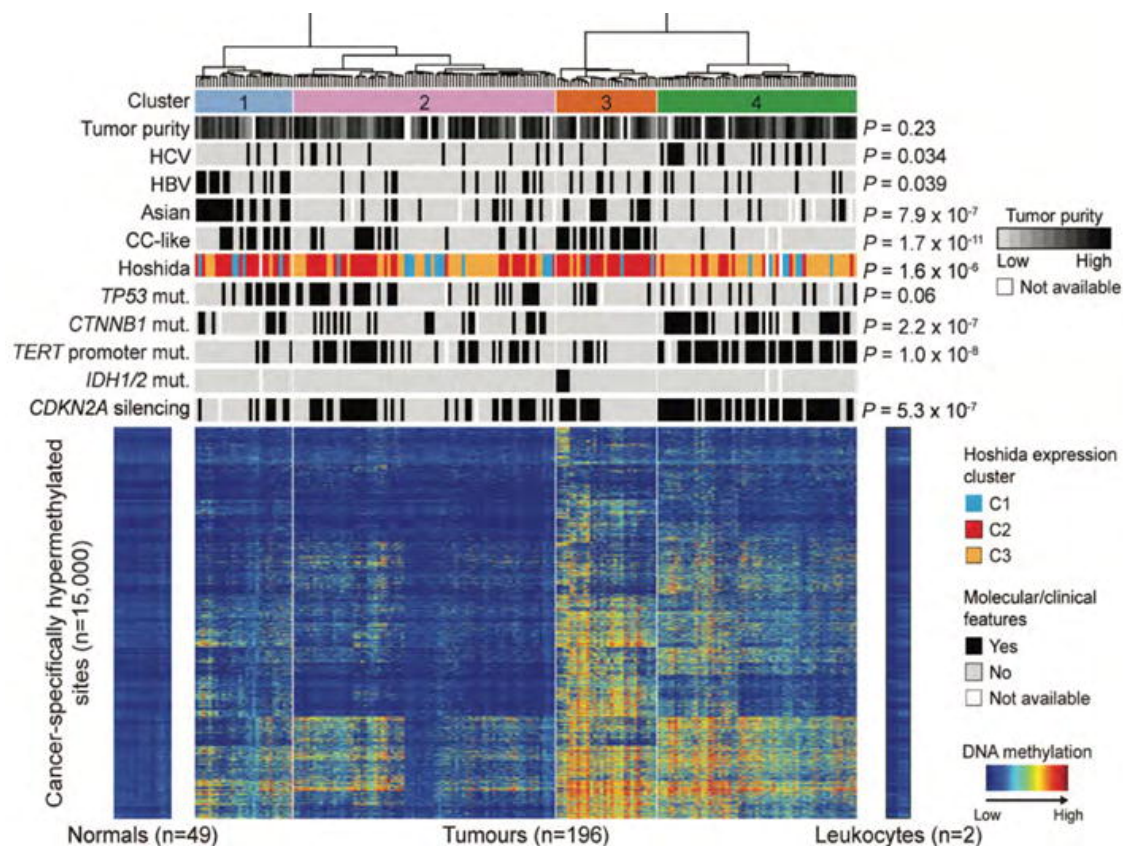 Cluster 1 2 3 4
Tumor purity P = 0.23
HCV P = 0.034
HBV P = 0.039
Asian P = 7.9 x 10⁻⁷
CC-like P = 1.7 x 10⁻¹¹
Hoshida P = 1.6 x 10⁻⁶
TP53 mut. P = 0.06
CTNNB1 mut. P = 2.2 x 10⁻⁷
TERT promoter mut. P = 1.0 x 10⁻⁸
IDH1/2 mut.
CDKN2A silencing P = 5.3 x 10⁻⁷
Tumor purity
Low High
Not available
Cancer-specifically hypermethylated
sites (n=15,000)
Hoshida expression
cluster
C1
C2
C3
Molecular/clinical
features
Yes
No
Not available
DNA methylation
Low High
Normals (n=49) Tumours (n=196) Leukocytes (n=2)